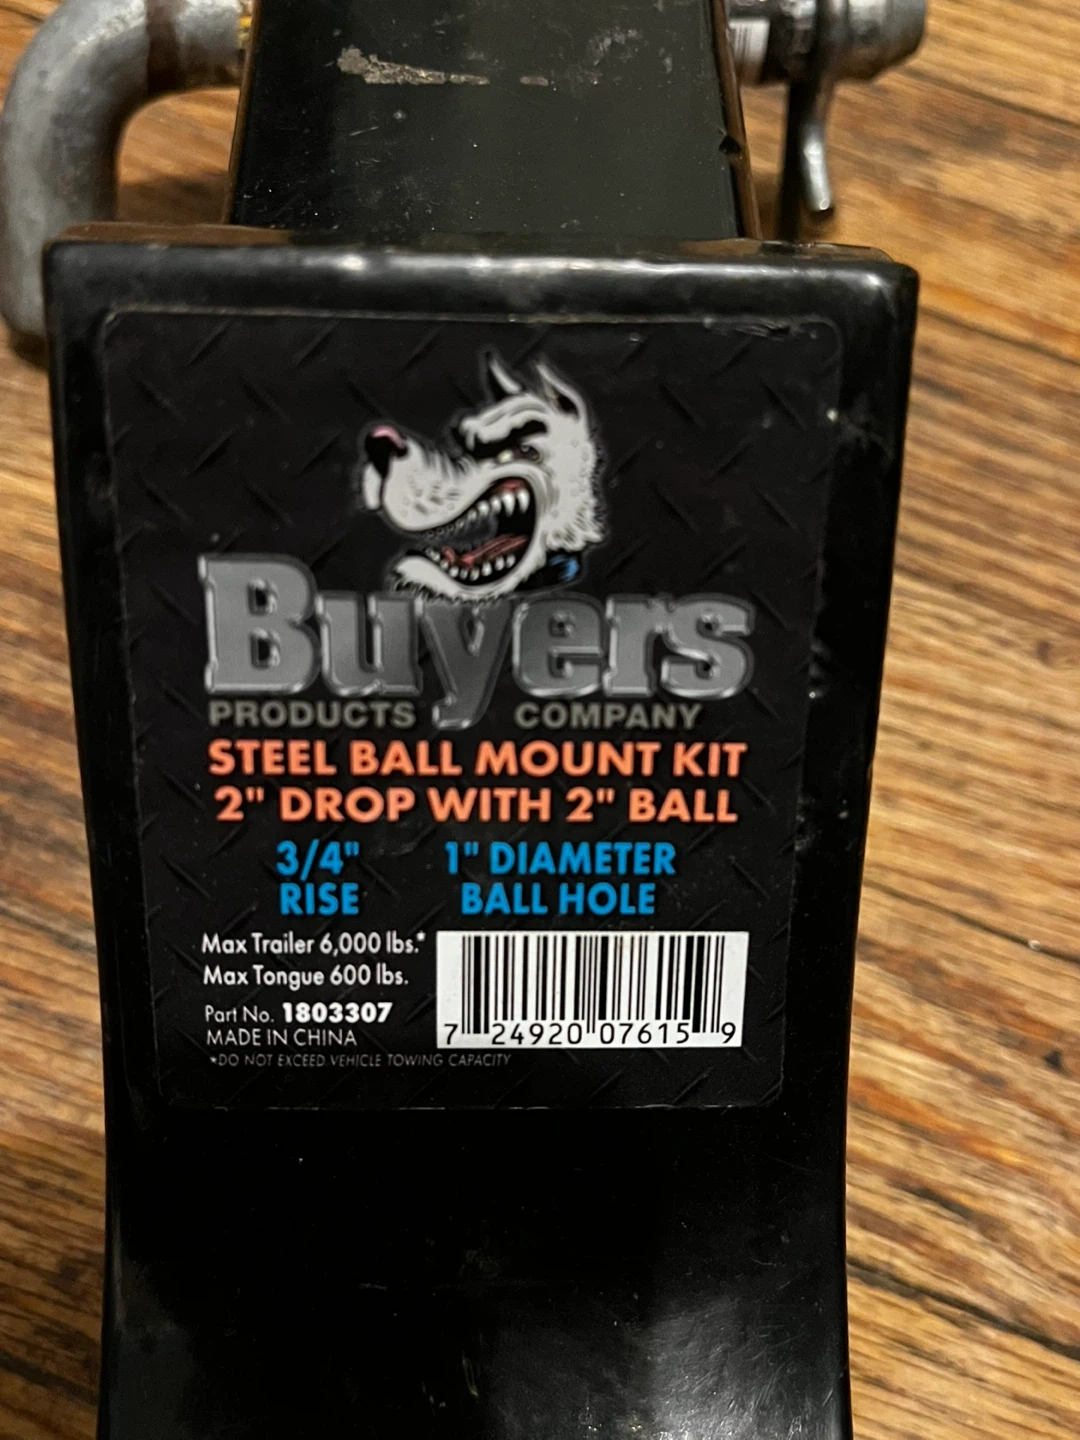 Buyers
PRODUCTS COMPANY
STEEL BALL MOUNT KIT
2" DROP WITH 2" BALL
3/4" RISE
1" DIAMETER BALL HOLE
Max Trailer 6,000 lbs.*
Max Tongue 600 lbs.
Part No. 1803307
MADE IN CHINA
*DO NOT EXCEED VEHICLE TOWING CAPACITY
7 24920 07615 9